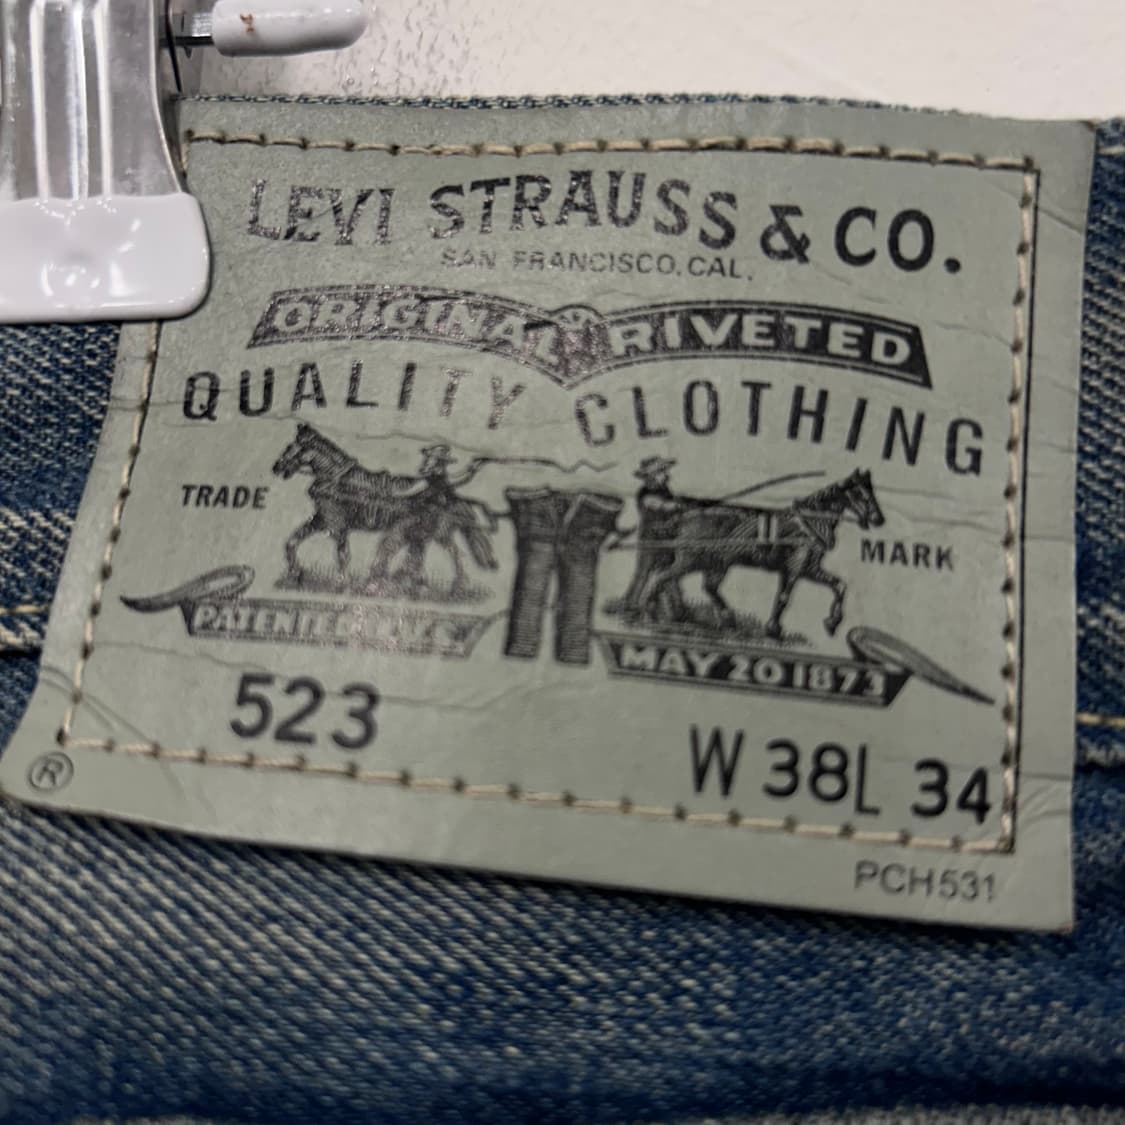 LEVI STRAUSS & CO.
SAN FRANCISCO, CAL.
ORIGINAL RIVETED
QUALITY CLOTHING
TRADE MARK
PATENTED IN U.S.
MAY 20 1873
523
W 38 L 34
®
PCH531